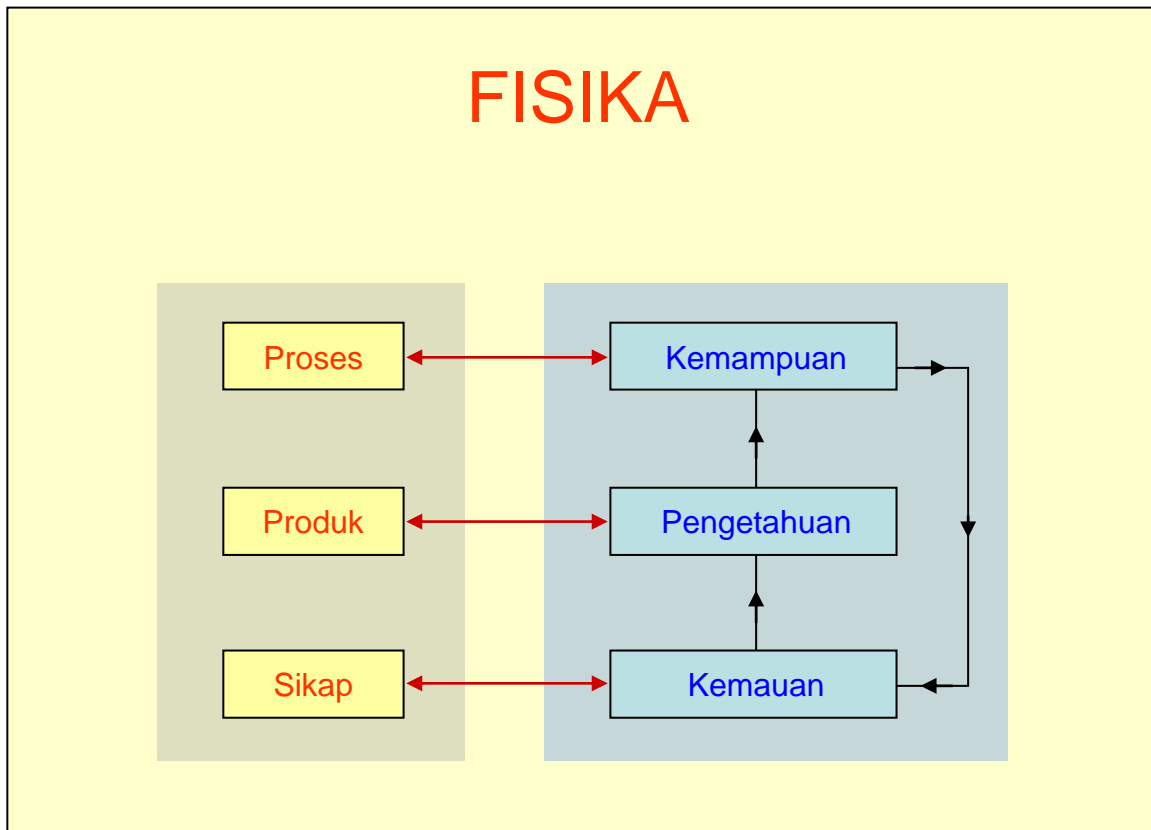 FISIKA
Proses
Kemampuan
Produk
Pengetahuan
Sikap
Kemauan